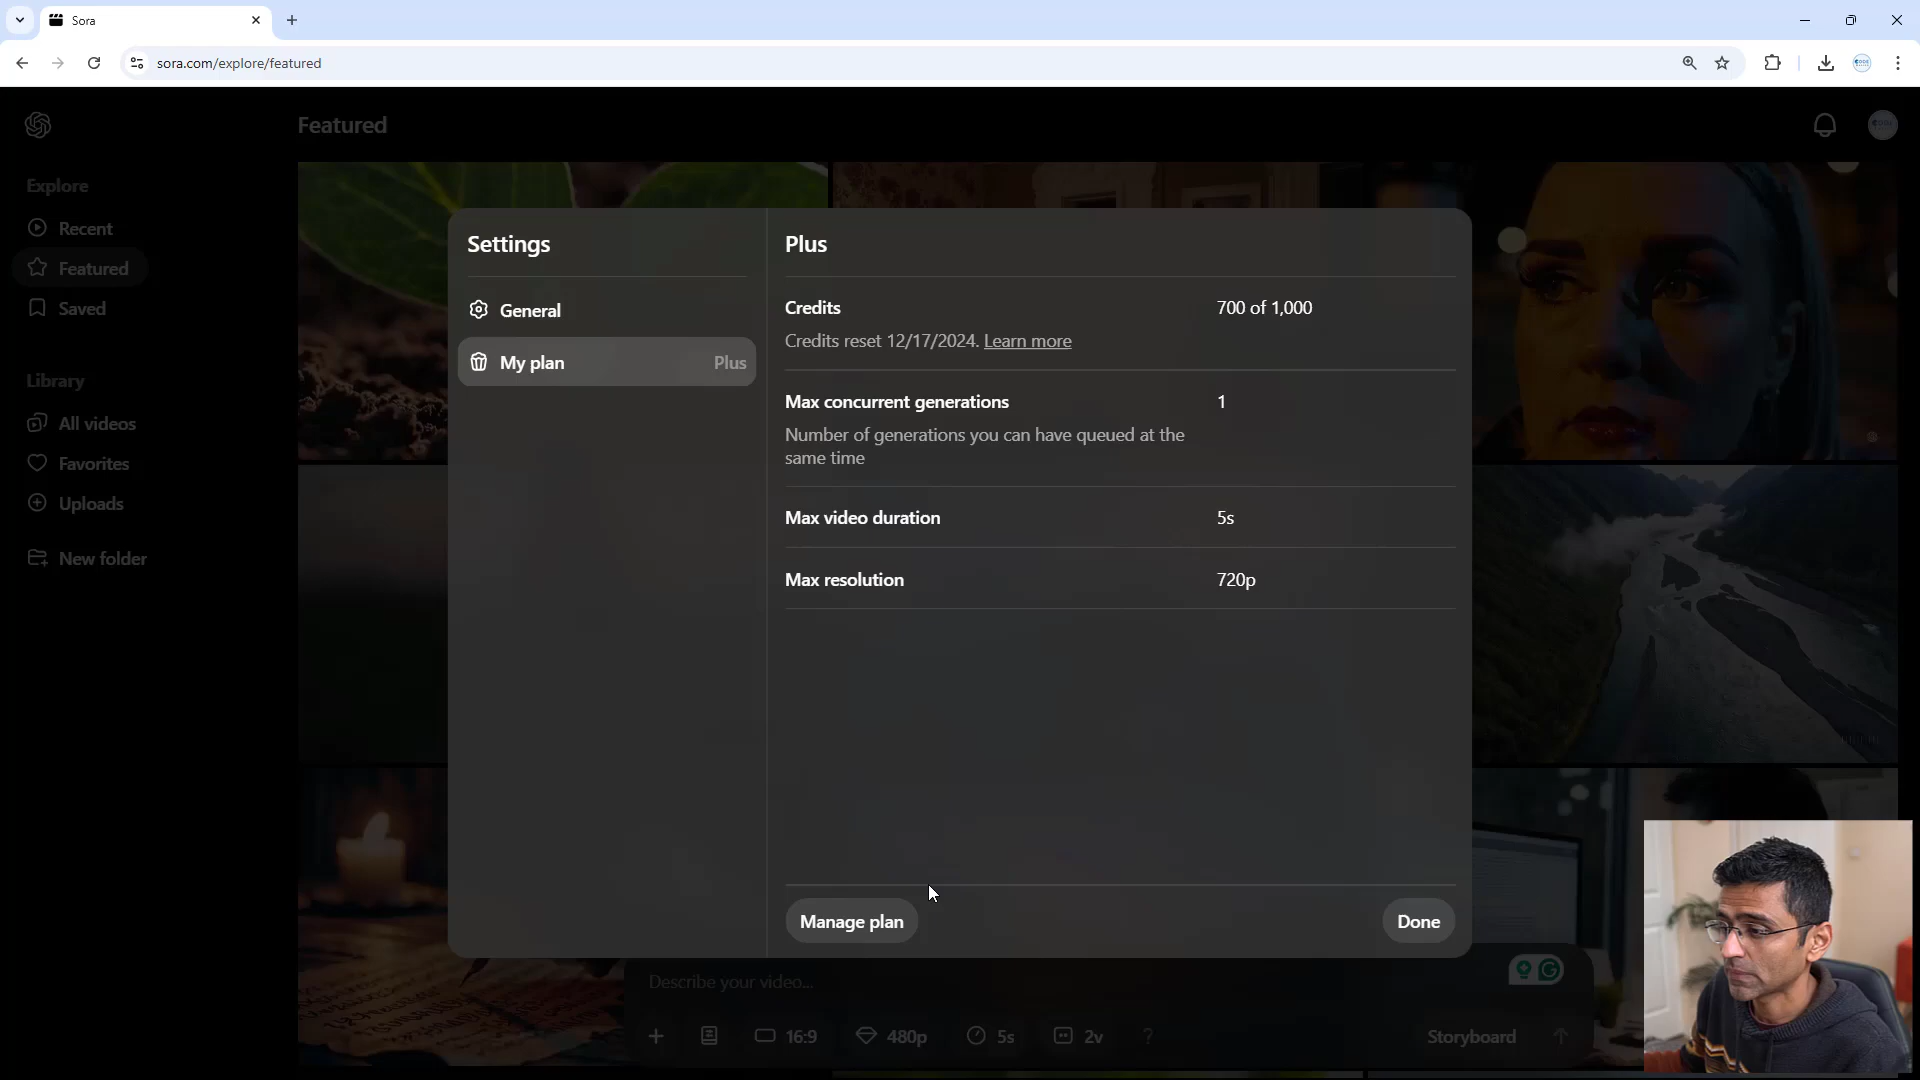 Sora
sora.com/explore/featured
Featured
Explore
Recent
Featured
Saved
Library
All videos
Favorites
Uploads
New folder
Settings
General
My plan
Plus
Plus
Credits
700 of 1,000
Credits reset 12/17/2024. Learn more
Max concurrent generations
1
Number of generations you can have queued at the
same time
Max video duration
5s
Max resolution
720p
Manage plan
Done
Describe your video...
16:9
480p
5s
2v
?
Storyboard